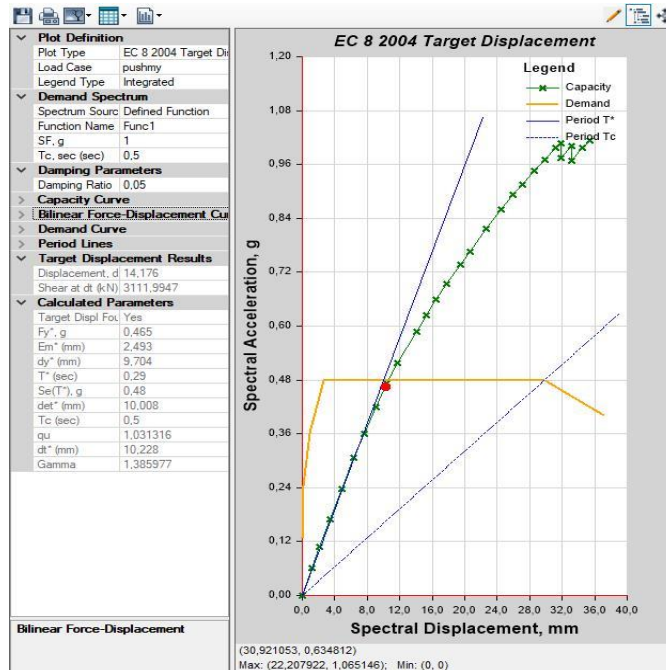 Plot Definition
Plot Type EC 8 2004 Target Di
Load Case pushmy
Legend Type Integrated
Demand Spectrum
Spectrum Sourc Defined Function
Function Name Func1
SF, g 1
Tc, sec (sec) 0,5
Damping Parameters
Damping Ratio 0,05
Capacity Curve
Bilinear Force-Displacement Cu
Demand Curve
Period Lines
Target Displacement Results
Displacement, d 14,176
Shear at dt (kN) 3111,9947
Calculated Parameters
Target Displ Fou Yes
Fy*, g 0,465
Em* (mm) 2,493
dy* (mm) 9,704
T* (sec) 0,29
Se(T*), g 0,48
det* (mm) 10,008
Tc (sec) 0,5
qu 1,031316
dt* (mm) 10,228
Gamma 1,385977
Bilinear Force-Displacement
EC 8 2004 Target Displacement
Legend
Capacity
Demand
Period T*
Period Tc
Spectral Acceleration, g
1,20
1,08
0,96
0,84
0,72
0,60
0,48
0,36
0,24
0,12
0,00
0,0 4,0 8,0 12,0 16,0 20,0 24,0 28,0 32,0 36,0 40,0
Spectral Displacement, mm
(30,921053, 0,634812)
Max: (22,207922, 1,065146); Min: (0, 0)